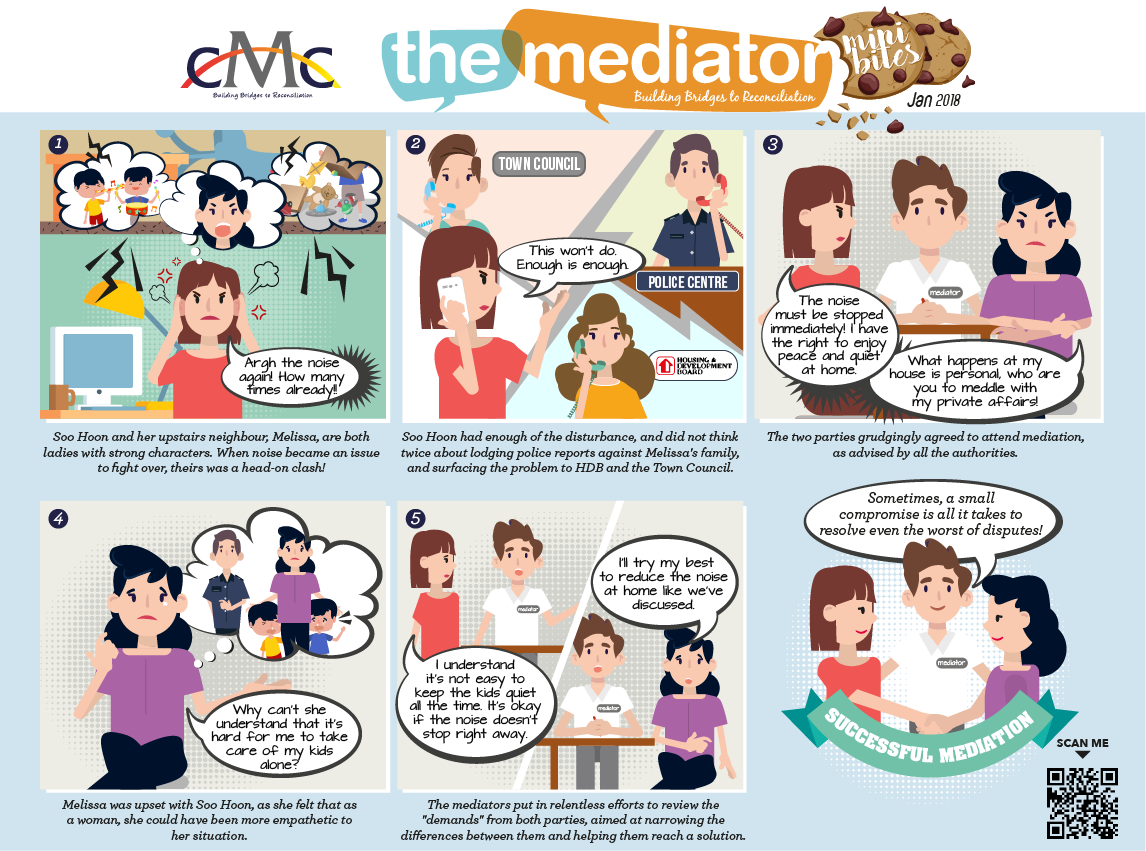 CMC
Building Bridges to Reconciliation
the mediator
Building Bridges to Reconciliation
mini
bites
Jan 2018
1
Argh the noise
again! How many
times already!!
Soo Hoon and her upstairs neighbour, Melissa, are both
ladies with strong characters. When noise became an issue
to fight over, theirs was a head-on clash!
2
TOWN COUNCIL
This won't do.
Enough is enough.
POLICE CENTRE
HOUSING &
DEVELOPMENT
BOARD
Soo Hoon had enough of the disturbance, and did not think
twice about lodging police reports against Melissa's family,
and surfacing the problem to HDB and the Town Council.
3
mediator
The noise
must be stopped
immediately! I have
the right to enjoy
peace and quiet
at home.
What happens at my
house is personal, who are
you to meddle with
my private affairs!
The two parties grudgingly agreed to attend mediation,
as advised by all the authorities.
4
Why can't she
understand that it's
hard for me to take
care of my kids
alone?
Melissa was upset with Soo Hoon, as she felt that as
a woman, she could have been more empathetic to
her situation.
5
mediator
I understand
it's not easy to
keep the kids quiet
all the time. It's okay
if the noise doesn't
stop right away.
I'll try my best
to reduce the noise
at home like we've
discussed.
mediator
The mediators put in relentless efforts to review the
"demands" from both parties, aimed at narrowing the
differences between them and helping them reach a solution.
Sometimes, a small
compromise is all it takes to
resolve even the worst of disputes!
mediator
SUCCESSFUL MEDIATION
SCAN ME